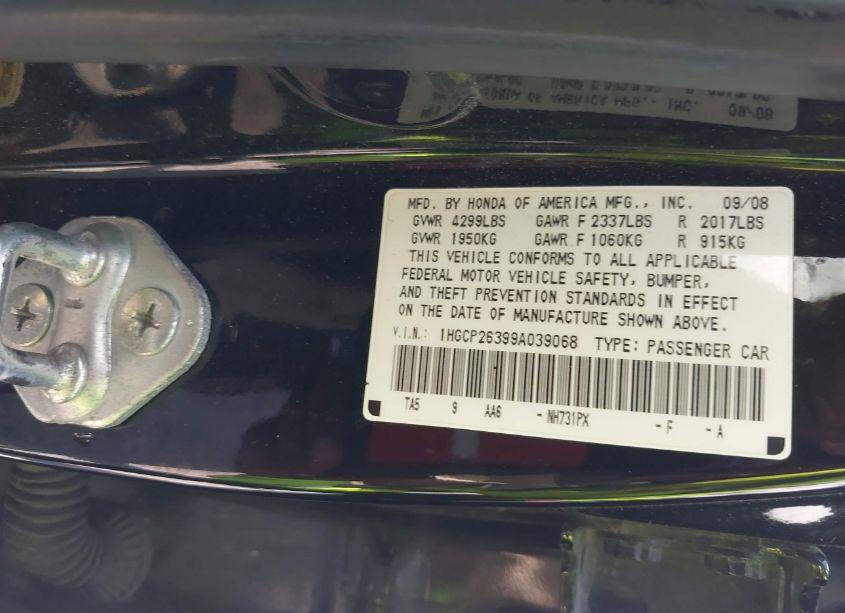 MFD. BY HONDA OF AMERICA MFG., INC. 09/08
GVWR 4299LBS GAWR F 2337LBS R 2017LBS
GVWR 1950KG GAWR F 1060KG R 915KG
THIS VEHICLE CONFORMS TO ALL APPLICABLE
FEDERAL MOTOR VEHICLE SAFETY, BUMPER,
AND THEFT PREVENTION STANDARDS IN EFFECT
ON THE DATE OF MANUFACTURE SHOWN ABOVE.
V.I.N.: 1HGCP26399A039068 TYPE: PASSENGER CAR
TA5 9 AA6 - NH731PX - F - A